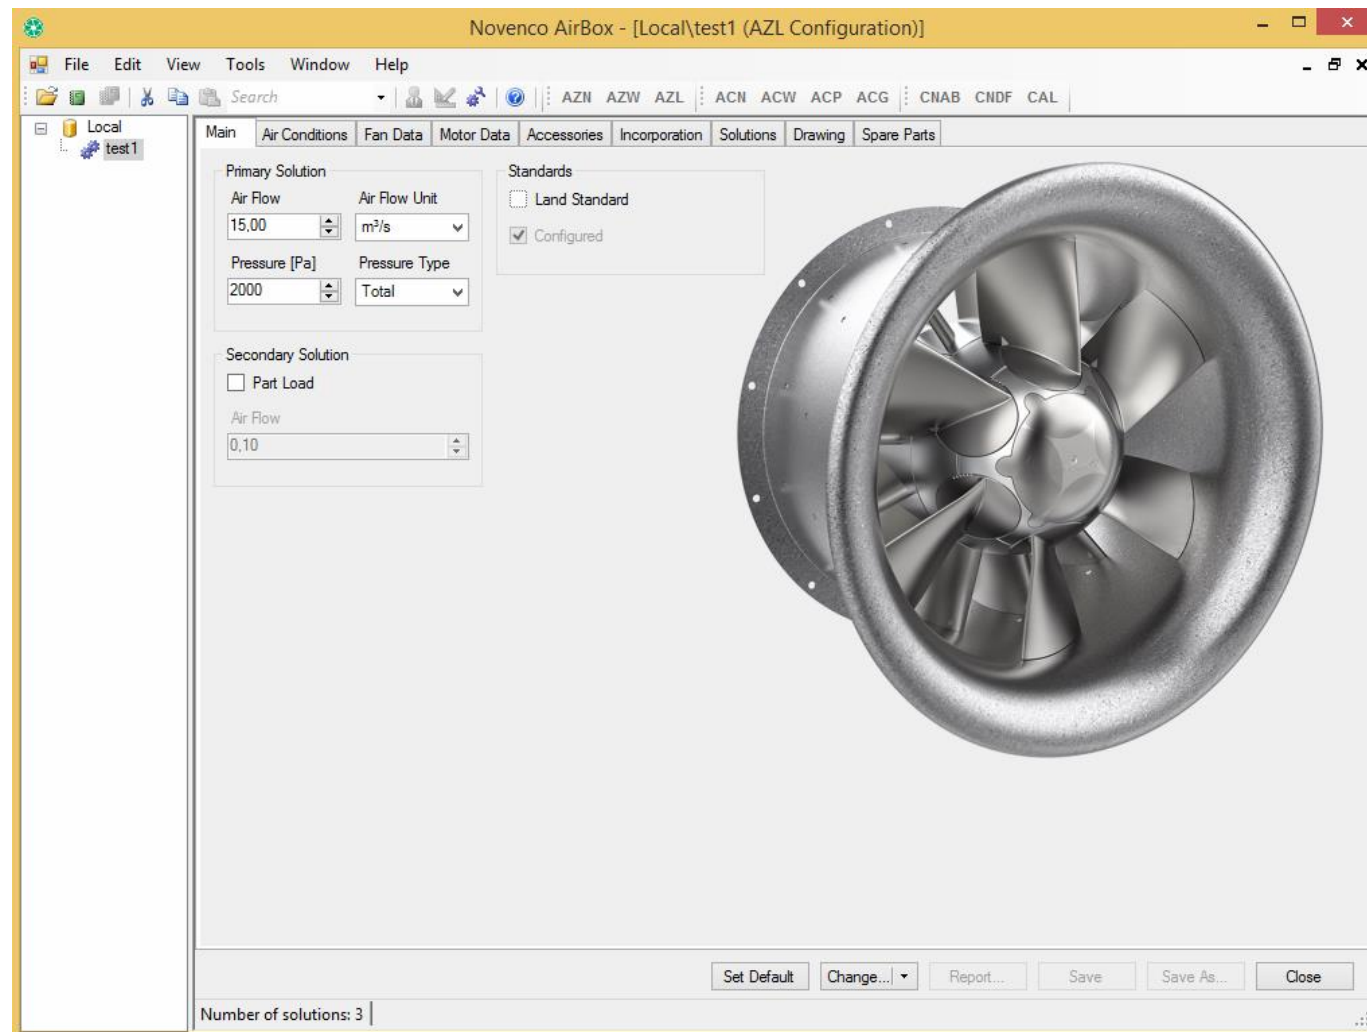 Novenco AirBox - [Local\test1 (AZL Configuration)]
File Edit View Tools Window Help
Search AZN AZW AZL ACN ACW ACP ACG CNAB CNDF CAL
Local
test1
Main Air Conditions Fan Data Motor Data Accessories Incorporation Solutions Drawing Spare Parts
Primary Solution
Air Flow Air Flow Unit
15,00 m³/s
Pressure [Pa] Pressure Type
2000 Total
Standards
Land Standard
Configured
Secondary Solution
Part Load
Air Flow
0,10
Set Default Change... Report... Save Save As... Close
Number of solutions: 3